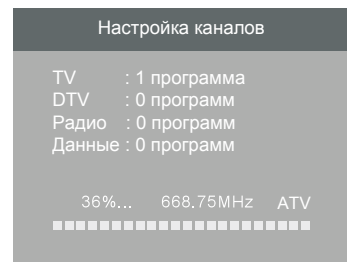 Настройка каналов
TV : 1 программа
DTV : 0 программ
Радио : 0 программ
Данные : 0 программ
36%... 668.75MHz ATV